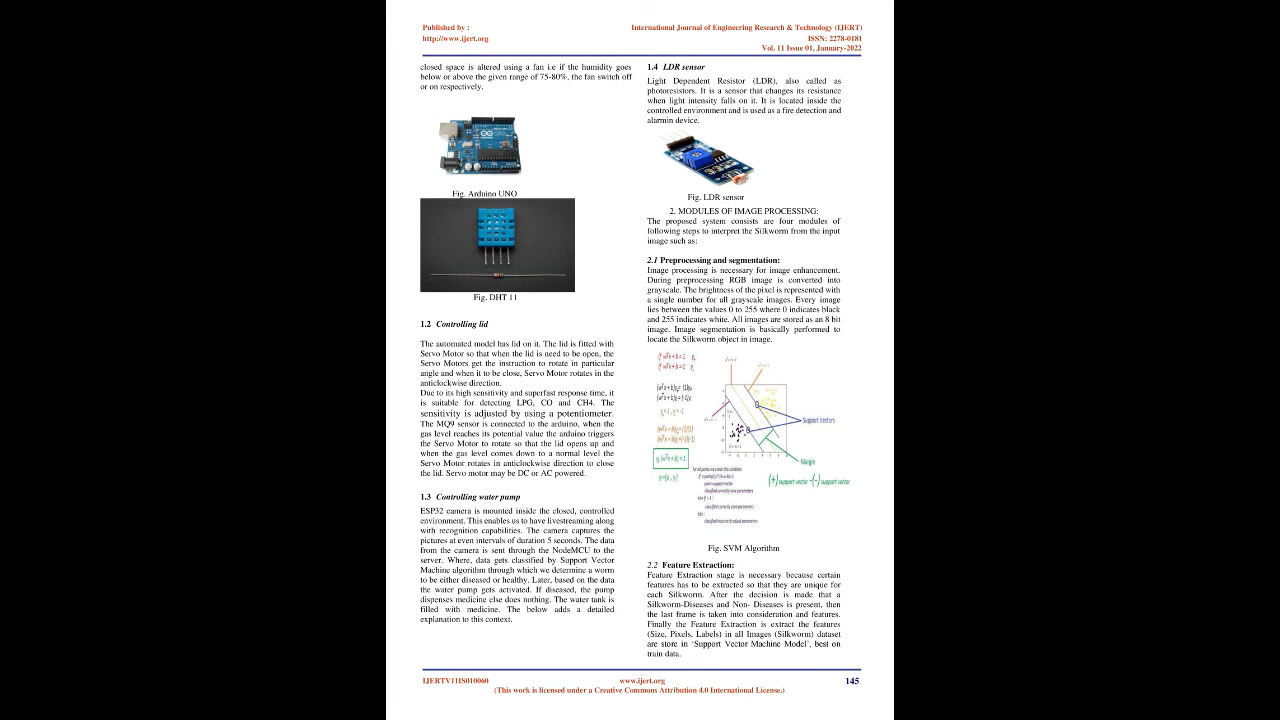 Published by :
http://www.ijert.org
International Journal of Engineering Research & Technology (IJERT)
ISSN: 2278-0181
Vol. 11 Issue 01, January-2022
closed space is altered using a fan i.e if the humidity goes
below or above the given range of 75-80%, the fan switch off
or on respectively.
Fig. Arduino UNO
Fig. DHT 11
1.2 Controlling lid
The automated model has lid on it. The lid is fitted with
Servo Motor so that when the lid is need to be open, the
Servo Motors get the instruction to rotate in particular
angle and when it to be close, Servo Motor rotates in the
anticlockwise direction.
Due to its high sensitivity and superfast response time, it
is suitable for detecting LPG, CO and CH4. The
sensitivity is adjusted by using a potentiometer.
The MQ9 sensor is connected to the arduino, when the
gas level reaches its potential value the arduino triggers
the Servo Motor to rotate so that the lid opens up and
when the gas level comes down to a normal level the
Servo Motor rotates in anticlockwise direction to close
the lid. Servo motor may be DC or AC powered.
1.3 Controlling water pump
ESP32 camera is mounted inside the closed, controlled
environment. This enables us to have livestreaming along
with recognition capabilities. The camera captures the
pictures at even intervals of duration 5 seconds. The data
from the camera is sent through the NodeMCU to the
server. Where, data gets classified by Support Vector
Machine algorithm through which we determine a worm
to be either diseased or healthy. Later, based on the data
the water pump gets activated. If diseased, the pump
dispenses medicine else does nothing. The water tank is
filled with medicine. The below adds a detailed
explanation to this context.
1.4 LDR sensor
Light Dependent Resistor (LDR), also called as
photoresistors. It is a sensor that changes its resistance
when light intensity falls on it. It is located inside the
controlled environment and is used as a fire detection and
alarmin device.
Fig. LDR sensor
2. MODULES OF IMAGE PROCESSING:
The proposed system consists are four modules of
following steps to interpret the Silkworm from the input
image such as:
2.1 Preprocessing and segmentation:
Image processing is necessary for image enhancement.
During preprocessing RGB image is converted into
grayscale. The brightness of the pixel is represented with
a single number for all grayscale images. Every image
lies between the values 0 to 255 where 0 indicates black
and 255 indicates white. All images are stored as an 8 bit
image. Image segmentation is basically performed to
locate the Silkworm object in image.
Support Vectors
Margin
(+) support vector -(-) support vector
Fig. SVM Algorithm
2.2 Feature Extraction:
Feature Extraction stage is necessary because certain
features has to be extracted so that they are unique for
each Silkworm. After the decision is made that a
Silkworm-Diseases and Non- Diseases is present, then
the last frame is taken into consideration and features.
Finally the Feature Extraction is extract the features
(Size, Pixels, Labels) in all Images (Silkworm) dataset
are store in ‘Support Vector Machine Model’, best on
train data.
IJERTV11IS010060
www.ijert.org
145
(This work is licensed under a Creative Commons Attribution 4.0 International License.)